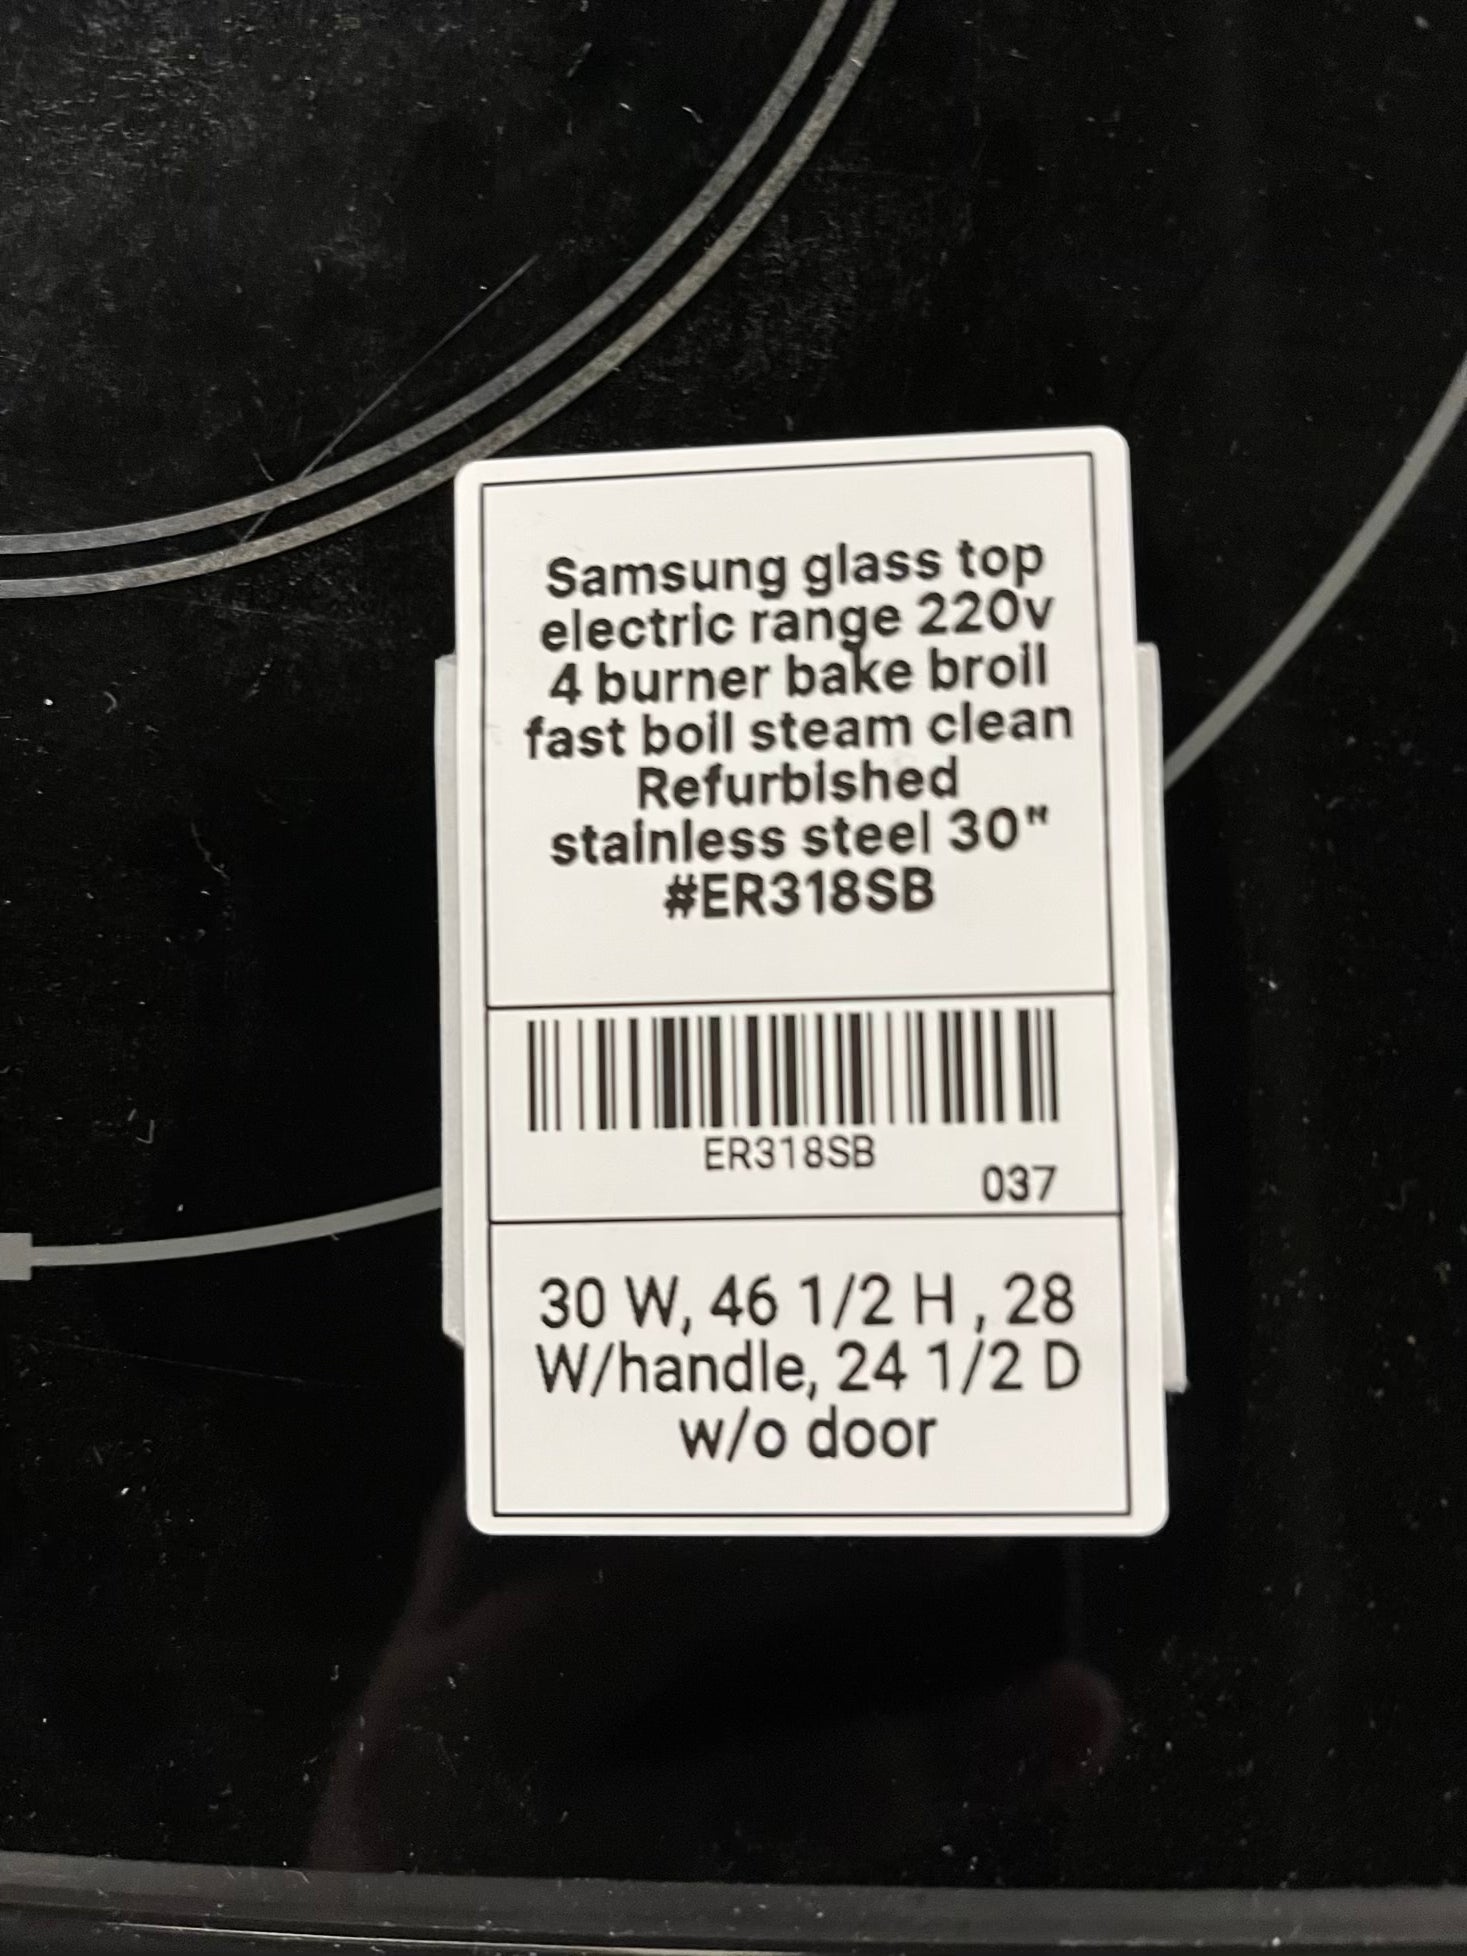 Samsung glass top
electric range 220v
4 burner bake broil
fast boil steam clean
Refurbished
stainless steel 30"
#ER318SB
ER318SB
037
30 W, 46 1/2 H , 28
W/handle, 24 1/2 D
w/o door